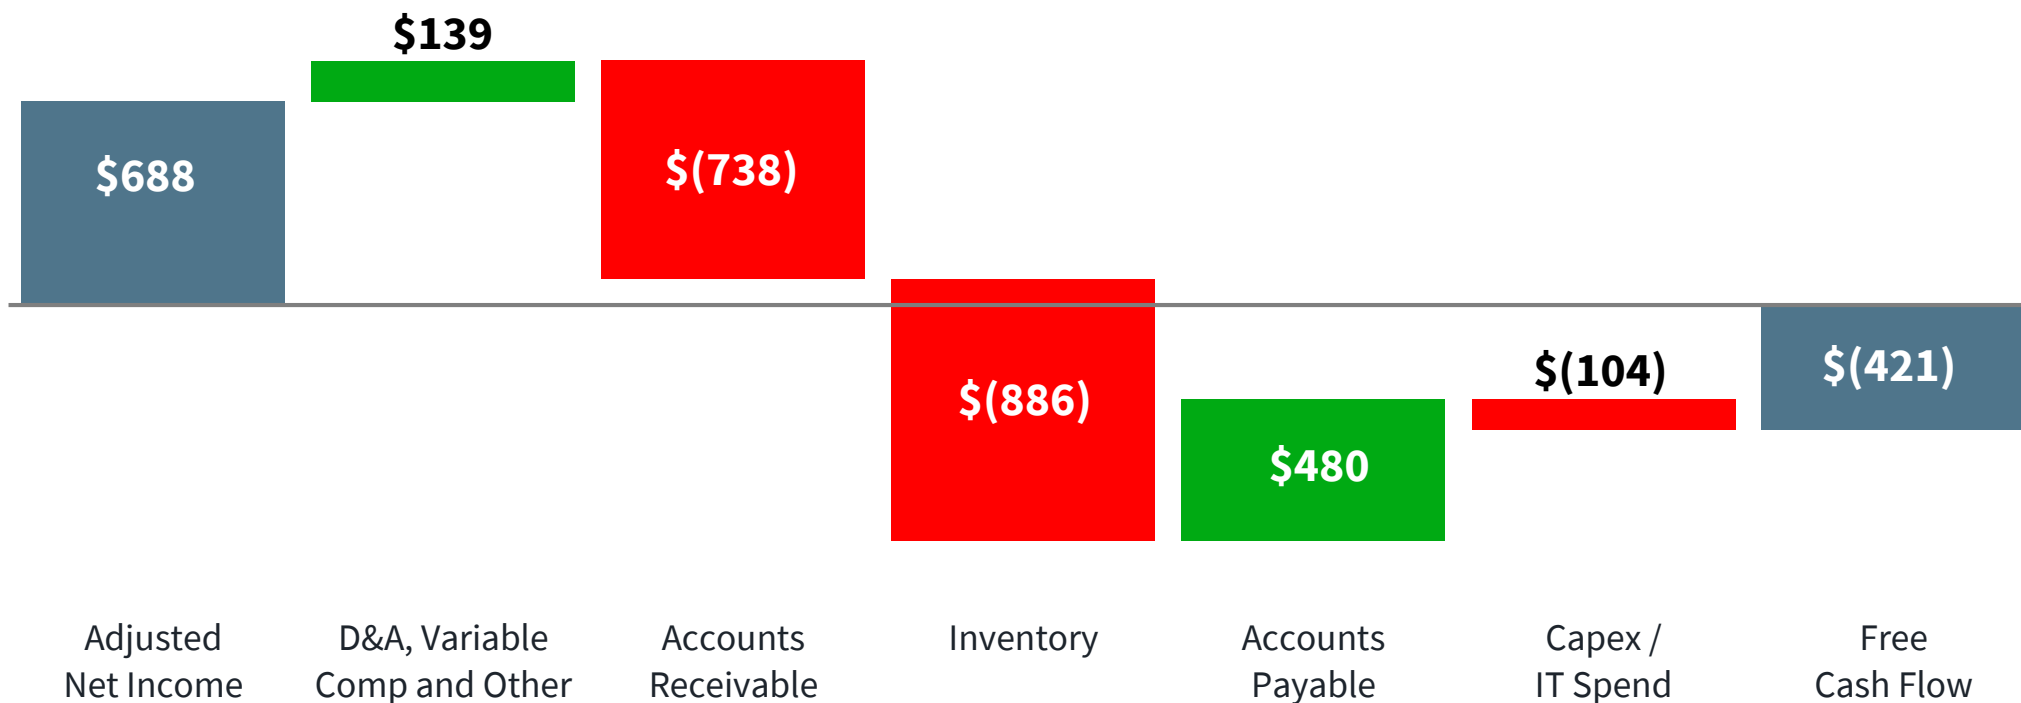 $139
$688
$(738)
$(886)
$480
$(104)
$(421)
Adjusted
Net Income
D&A, Variable
Comp and Other
Accounts
Receivable
Inventory
Accounts
Payable
Capex /
IT Spend
Free
Cash Flow